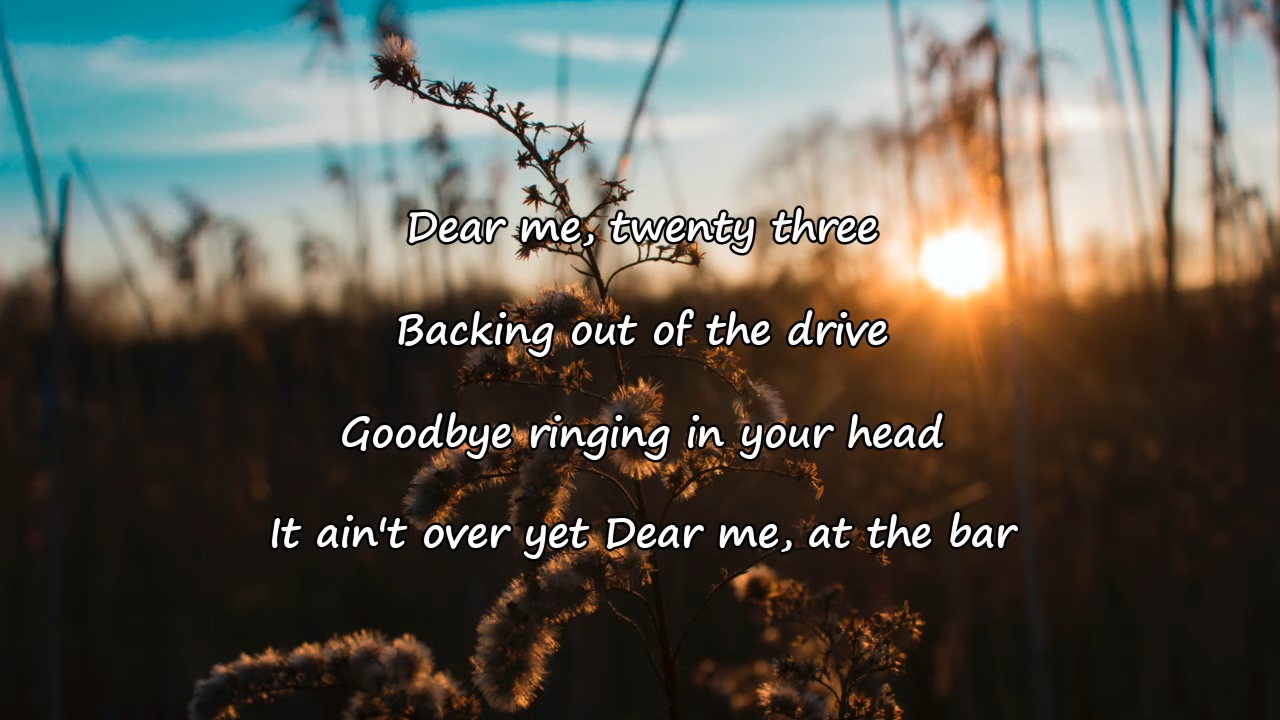 Dear me, twenty three
Backing out of the drive
Goodbye ringing in your head
It ain't over yet Dear me, at the bar